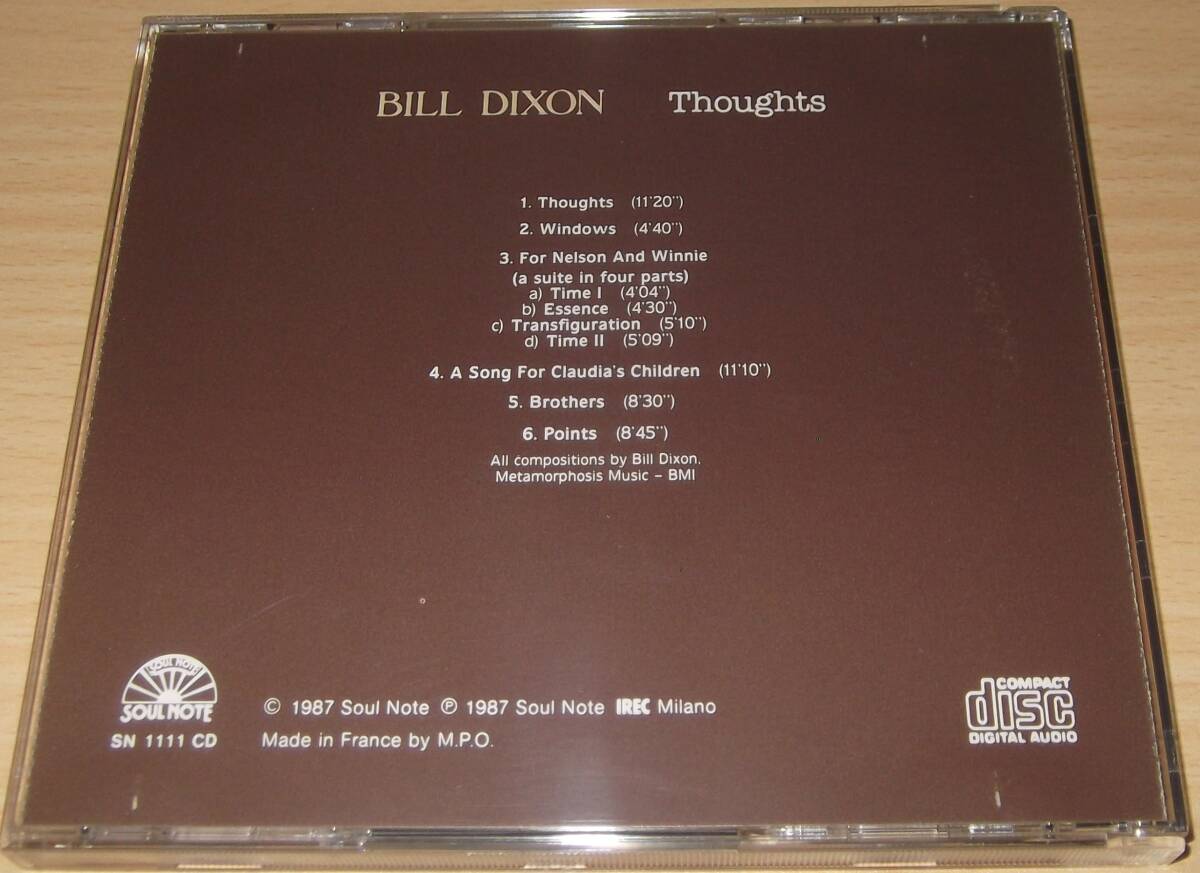 BILL DIXON Thoughts
1. Thoughts (11'20")
2. Windows (4'40")
3. For Nelson And Winnie
(a suite in four parts)
a) Time I (4'04")
b) Essence (4'30")
c) Transfiguration (5'10")
d) Time II (5'09")
4. A Song For Claudia's Children (11'10")
5. Brothers (8'30")
6. Points (8'45")
All compositions by Bill Dixon.
Metamorphosis Music – BMI
SOUL NOTE
SOUL NOTE
SN 1111 CD
© 1987 Soul Note ℗ 1987 Soul Note IREC Milano
Made in France by M.P.O.
COMPACT
disc
DIGITAL AUDIO